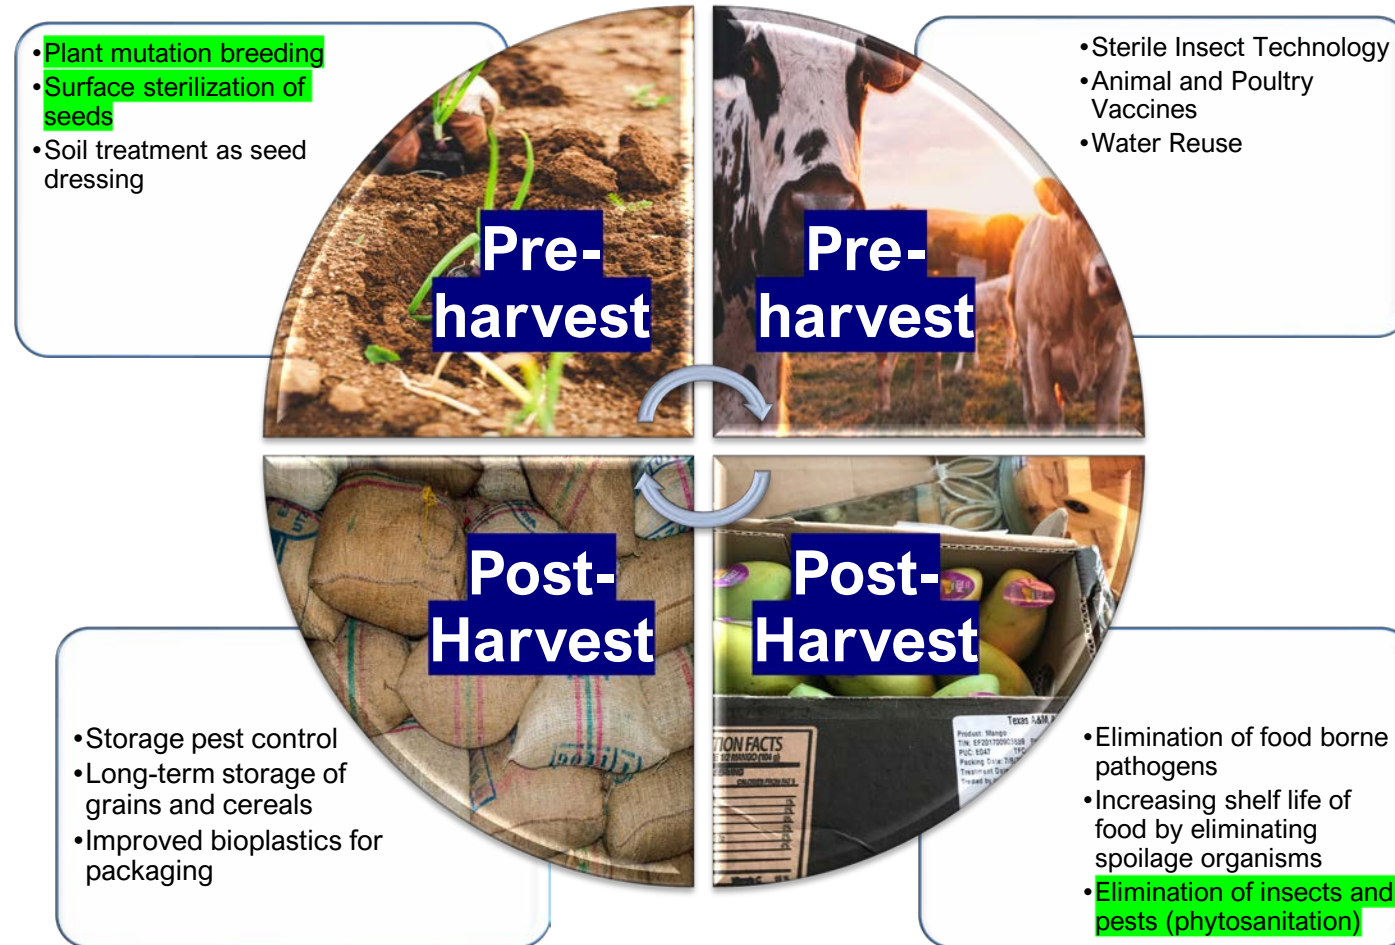 •Plant mutation breeding
•Surface sterilization of
seeds
•Soil treatment as seed
dressing
Pre-
harvest
Pre-
harvest
•Sterile Insect Technology
•Animal and Poultry
Vaccines
•Water Reuse
Post-
Harvest
Post-
Harvest
•Storage pest control
•Long-term storage of
grains and cereals
•Improved bioplastics for
packaging
TION FACTS
Texas A&M
Product: Mango
Packing Date:
•Elimination of food borne
pathogens
•Increasing shelf life of
food by eliminating
spoilage organisms
•Elimination of insects and
pests (phytosanitation)